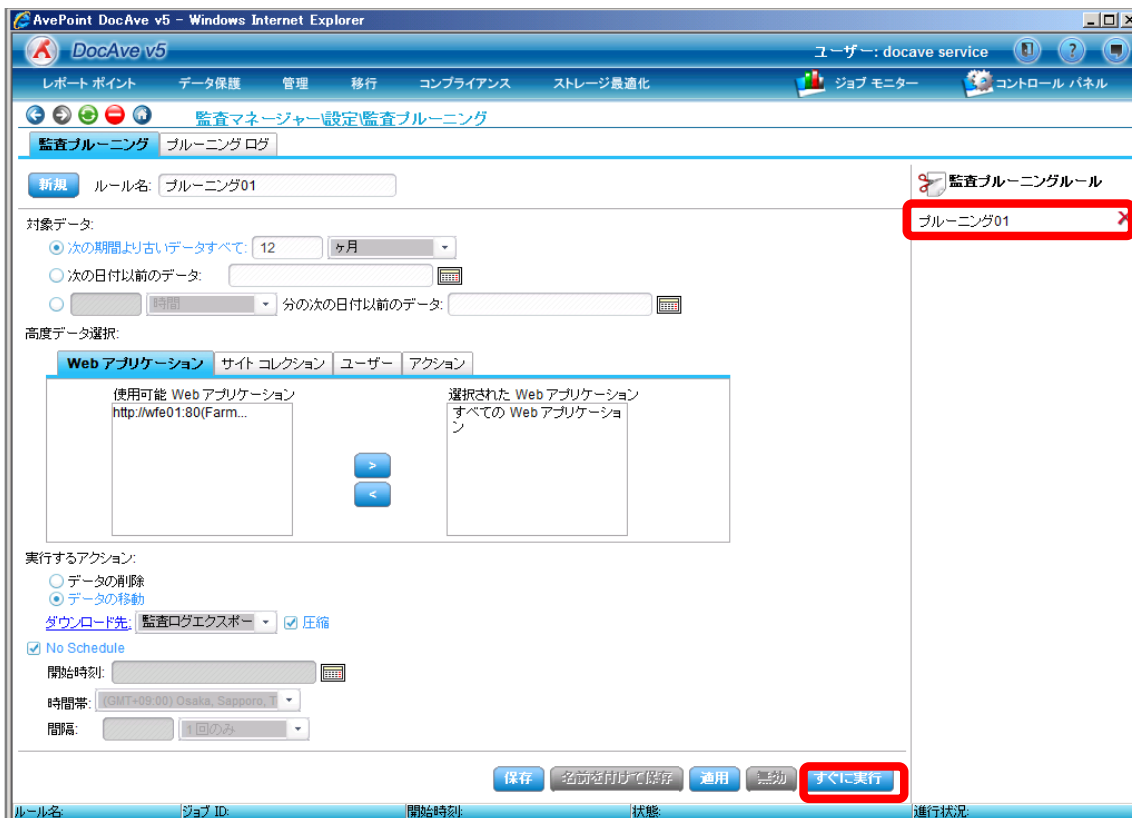 AvePoint DocAve v5 - Windows Internet Explorer
DocAve v5
ユーザー: docave service
レポート ポイント データ保護 管理 移行 コンプライアンス ストレージ最適化 ジョブ モニター コントロール パネル
監査マネージャー\設定\監査プルーニング
監査プルーニング プルーニング ログ
新規 ルール名: プルーニング01
監査プルーニングルール
プルーニング01
対象データ:
次の期間より古いデータすべて: 12 ヶ月
次の日付以前のデータ:
時間 分の次の日付以前のデータ:
高度データ選択:
Web アプリケーション サイト コレクション ユーザー アクション
使用可能 Web アプリケーション 選択された Web アプリケーション
http://wfe01:80(Farm... すべての Web アプリケーショ
ン
>
<
実行するアクション:
データの削除
データの移動
ダウンロード先: 監査ログエクスポー 圧縮
No Schedule
開始時刻:
時間帯: (GMT+09:00) Osaka, Sapporo, T
間隔: 1回のみ
保存 名前を付けて保存 適用 無効 すぐに実行
ルール名: ジョブ ID: 開始時刻: 状態: 進行状況: